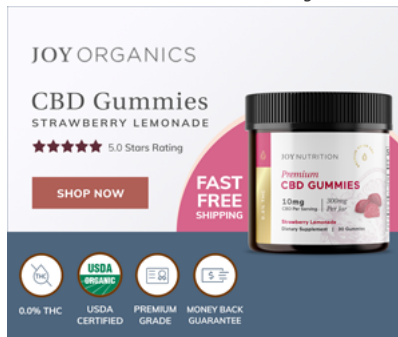 JOY ORGANICS
CBD Gummies
STRAWBERRY LEMONADE
5.0 Stars Rating
SHOP NOW
FAST
FREE
SHIPPING
JOY NUTRITION
Premium
CBD GUMMIES
10mg
CBD Per Serving
300mg
Per Jar
Strawberry Lemonade
Dietary Supplement | 30 Gummies
THC
USDA
ORGANIC
0.0% THC
USDA
CERTIFIED
PREMIUM
GRADE
MONEY BACK
GUARANTEE